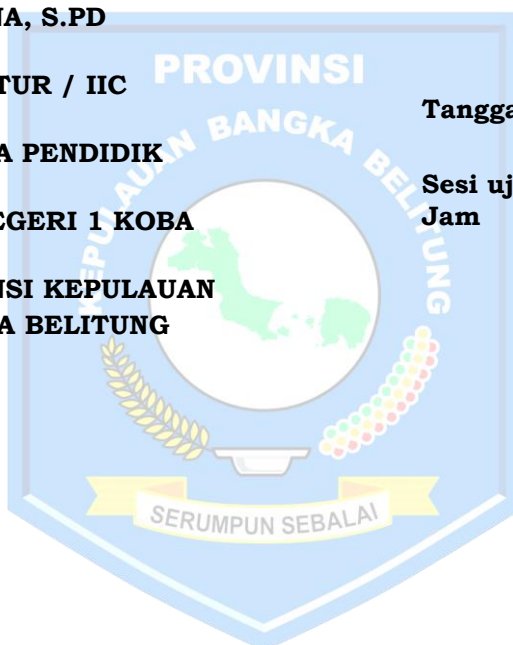 NA, S.PD
TUR / IIC
A PENDIDIK
EGERI 1 KOBA
NSI KEPULAUAN
A BELITUNG
Tangga
Sesi uj
Jam
PROVINSI
KEPULAUAN BANGKA BELITUNG
SERUMPUN SEBALAI